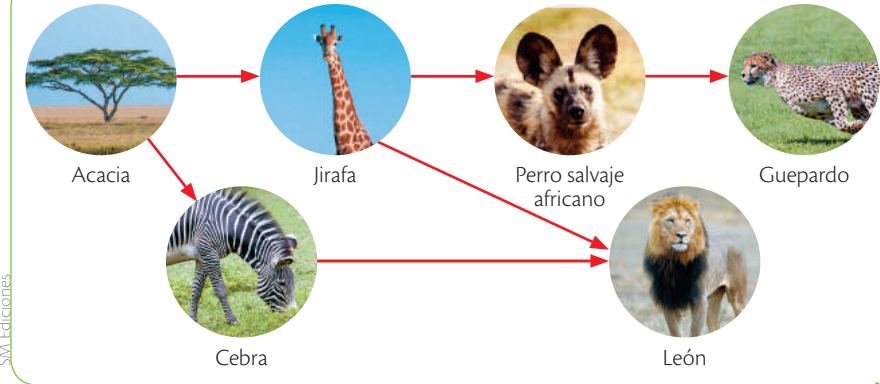 Acacia
Jirafa
Perro salvaje
africano
Guepardo
Cebra
León
SM Ediciones